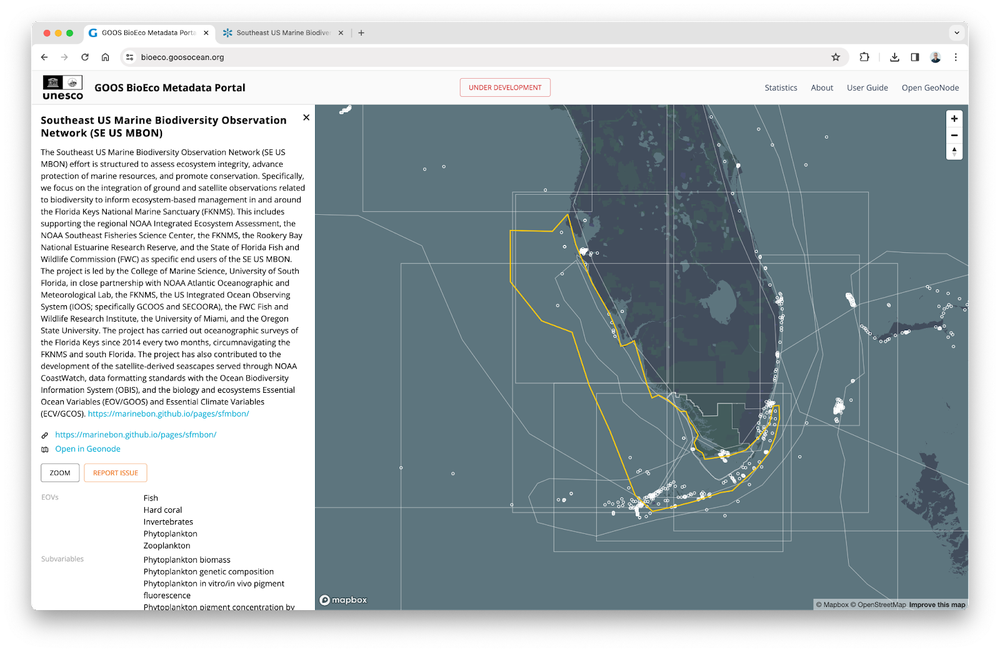 GOOS BioEco Metadata Porta
Southeast US Marine Biodiver
bioeco.goosocean.org
unesco
GOOS BioEco Metadata Portal
UNDER DEVELOPMENT
Statistics
About
User Guide
Open GeoNode
Southeast US Marine Biodiversity Observation
Network (SE US MBON)
The Southeast US Marine Biodiversity Observation Network (SE US
MBON) effort is structured to assess ecosystem integrity, advance
protection of marine resources, and promote conservation. Specifically,
we focus on the integration of ground and satellite observations related
to biodiversity to inform ecosystem-based management in and around
the Florida Keys National Marine Sanctuary (FKNMS). This includes
supporting the regional NOAA Integrated Ecosystem Assessment, the
NOAA Southeast Fisheries Science Center, the FKNMS, the Rookery Bay
National Estuarine Research Reserve, and the State of Florida Fish and
Wildlife Commission (FWC) as specific end users of the SE US MBON.
The project is led by the College of Marine Science, University of South
Florida, in close partnership with NOAA Atlantic Oceanographic and
Meteorological Lab, the FKNMS, the US Integrated Ocean Observing
System (IOOS; specifically GCOOS and SECOORA), the FWC Fish and
Wildlife Research Institute, the University of Miami, and the Oregon
State University. The project has carried out oceanographic surveys of
the Florida Keys since 2014 every two months, circumnavigating the
FKNMS and south Florida. The project has also contributed to the
development of the satellite-derived seascapes served through NOAA
CoastWatch, data formatting standards with the Ocean Biodiversity
Information System (OBIS), and the biology and ecosystems Essential
Ocean Variables (EOV/GOOS) and Essential Climate Variables
(ECV/GCOS). https://marinebon.github.io/pages/sfmbon/
https://marinebon.github.io/pages/sfmbon/
Open in Geonode
ZOOM
REPORT ISSUE
EOVs
Fish
Hard coral
Invertebrates
Phytoplankton
Zooplankton
Subvariables
Phytoplankton biomass
Phytoplankton genetic composition
Phytoplankton in vitro/in vivo pigment
fluorescence
Phytoplankton pigment concentration by
mapbox
© Mapbox © OpenStreetMap Improve this map